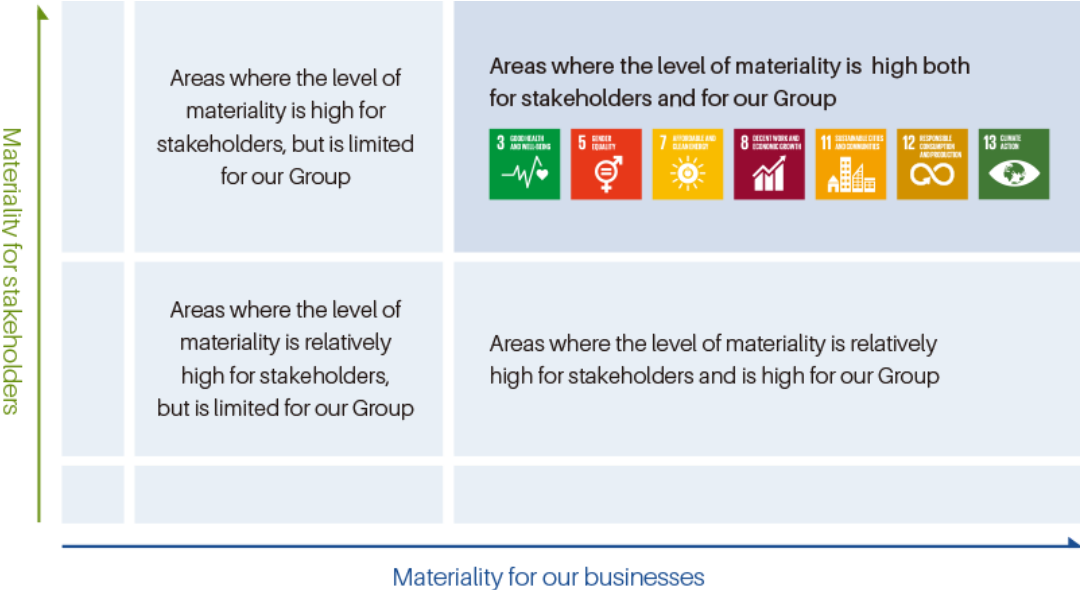 Materiality for stakeholders
Areas where the level of
materiality is high for
stakeholders, but is limited
for our Group
Areas where the level of materiality is high both
for stakeholders and for our Group
3 GOOD HEALTH
AND WELL-BEING
5 GENDER
EQUALITY
7 AFFORDABLE AND
CLEAN ENERGY
8 DECENT WORK AND
ECONOMIC GROWTH
11 SUSTAINABLE CITIES
AND COMMUNITIES
12 RESPONSIBLE
CONSUMPTION
AND PRODUCTION
13 CLIMATE
ACTION
Areas where the level of
materiality is relatively
high for stakeholders,
but is limited for our Group
Areas where the level of materiality is relatively
high for stakeholders and is high for our Group
Materiality for our businesses